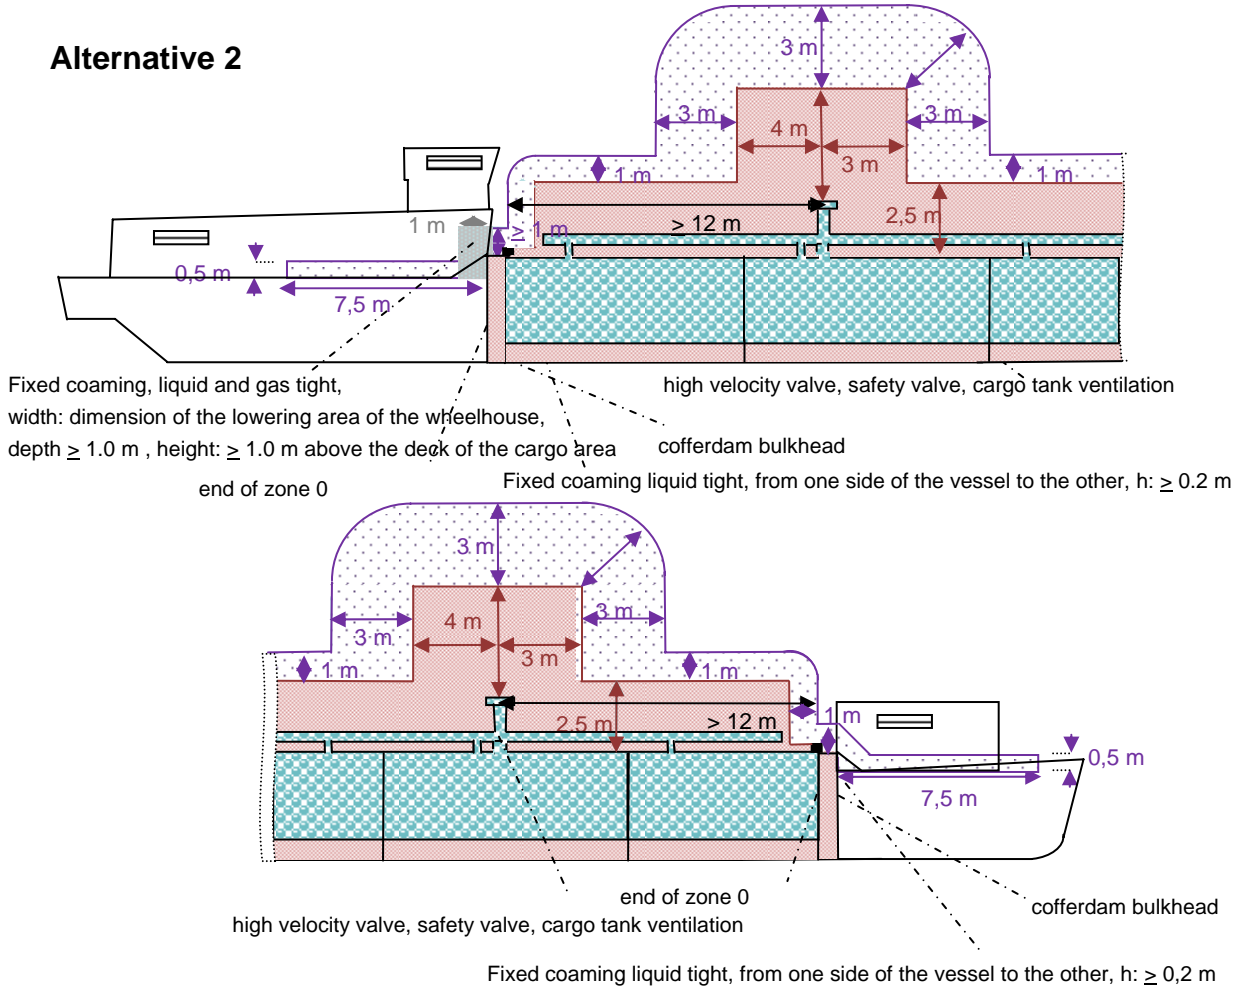 Alternative 2
3 m
3 m
3 m
4 m
3 m
1 m
1 m
1 m
≥ 1 m
> 12 m
2,5 m
0,5 m
7,5 m
Fixed coaming, liquid and gas tight,
width: dimension of the lowering area of the wheelhouse,
depth ≥ 1.0 m , height: ≥ 1.0 m above the deck of the cargo area
high velocity valve, safety valve, cargo tank ventilation
cofferdam bulkhead
end of zone 0
Fixed coaming liquid tight, from one side of the vessel to the other, h: ≥ 0.2 m
3 m
3 m
3 m
4 m
3 m
1 m
1 m
1 m
2,5 m
> 12 m
0,5 m
7,5 m
end of zone 0
high velocity valve, safety valve, cargo tank ventilation
cofferdam bulkhead
Fixed coaming liquid tight, from one side of the vessel to the other, h: ≥ 0,2 m